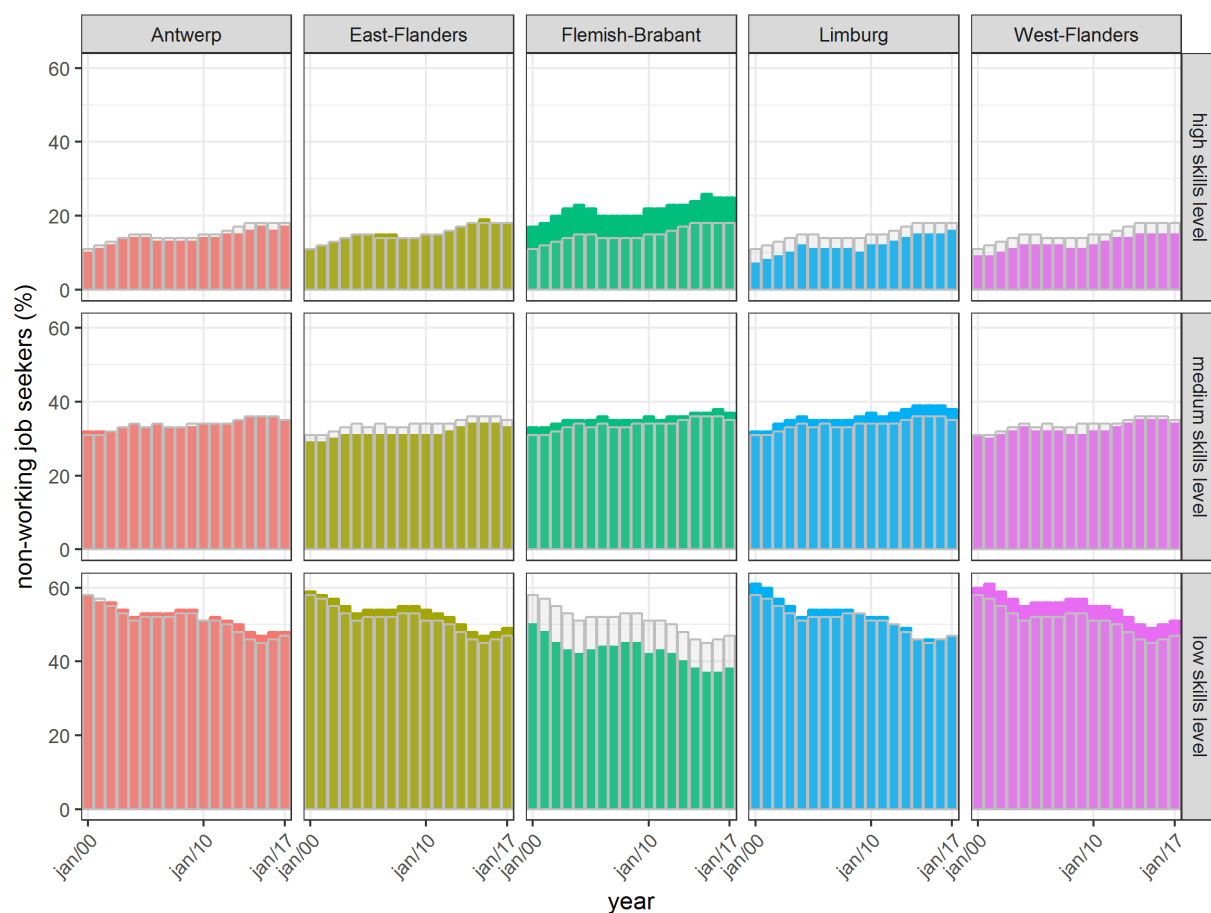 Antwerp
East-Flanders
Flemish-Brabant
Limburg
West-Flanders
non-working job seekers (%)
60
40
20
0
high skills level
60
40
20
0
medium skills level
60
40
20
0
low skills level
jan/00
jan/10
jan/17
jan/00
jan/10
jan/17
jan/00
jan/10
jan/17
jan/00
jan/10
jan/17
jan/00
jan/10
jan/17
year